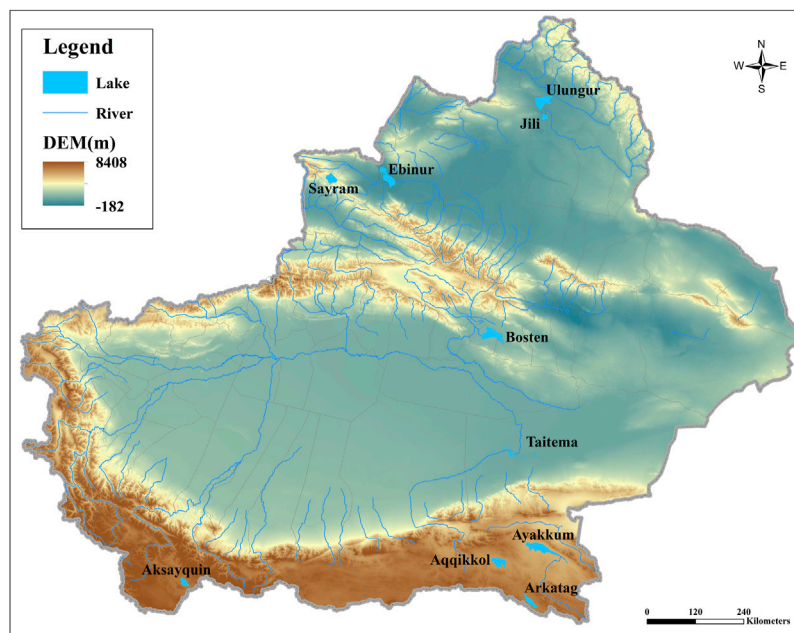 Legend
Lake
River
DEM(m)
8408
-182
N
W
E
S
Ulungur
Jili
Ebinur
Sayram
Bosten
Taitema
Ayakkum
Aqqikkol
Aksayquin
Arkatag
0 120 240
Kilometers